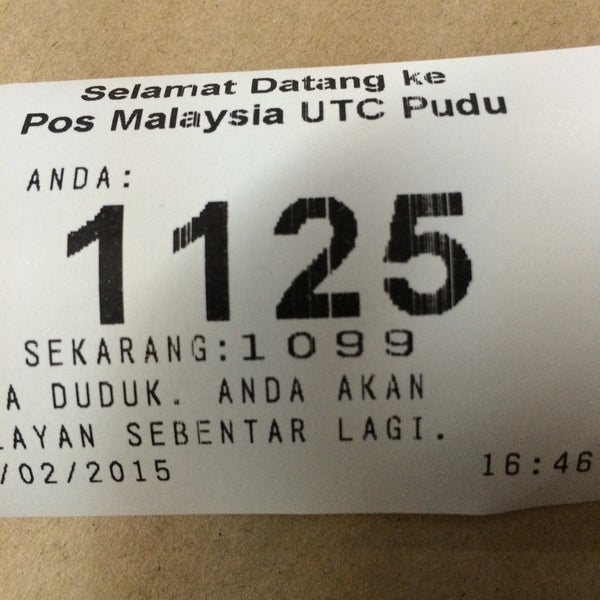 Selamat Datang ke
Pos Malaysia UTC Pudu
ANDA:
1125
SEKARANG:1099
A DUDUK. ANDA AKAN
LAYAN SEBENTAR LAGI.
/02/2015 16:46